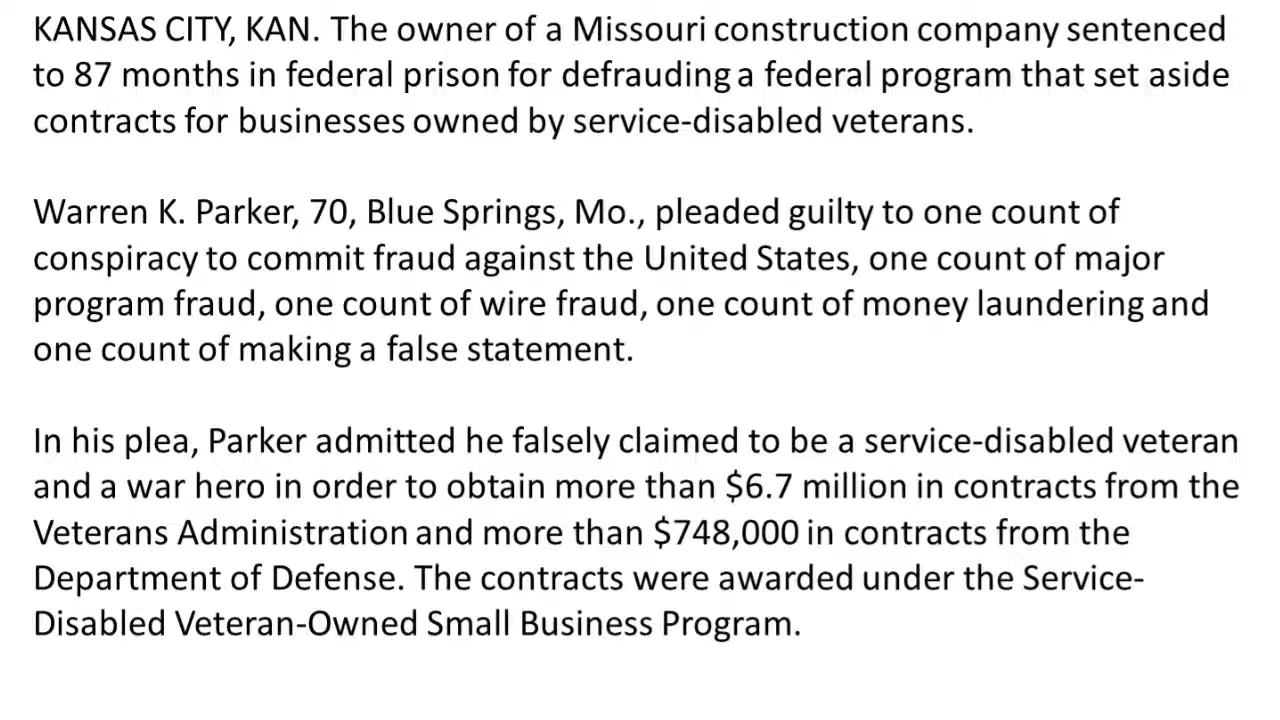 KANSAS CITY, KAN. The owner of a Missouri construction company sentenced
to 87 months in federal prison for defrauding a federal program that set aside
contracts for businesses owned by service-disabled veterans.
Warren K. Parker, 70, Blue Springs, Mo., pleaded guilty to one count of
conspiracy to commit fraud against the United States, one count of major
program fraud, one count of wire fraud, one count of money laundering and
one count of making a false statement.
In his plea, Parker admitted he falsely claimed to be a service-disabled veteran
and a war hero in order to obtain more than $6.7 million in contracts from the
Veterans Administration and more than $748,000 in contracts from the
Department of Defense. The contracts were awarded under the Service-
Disabled Veteran-Owned Small Business Program.